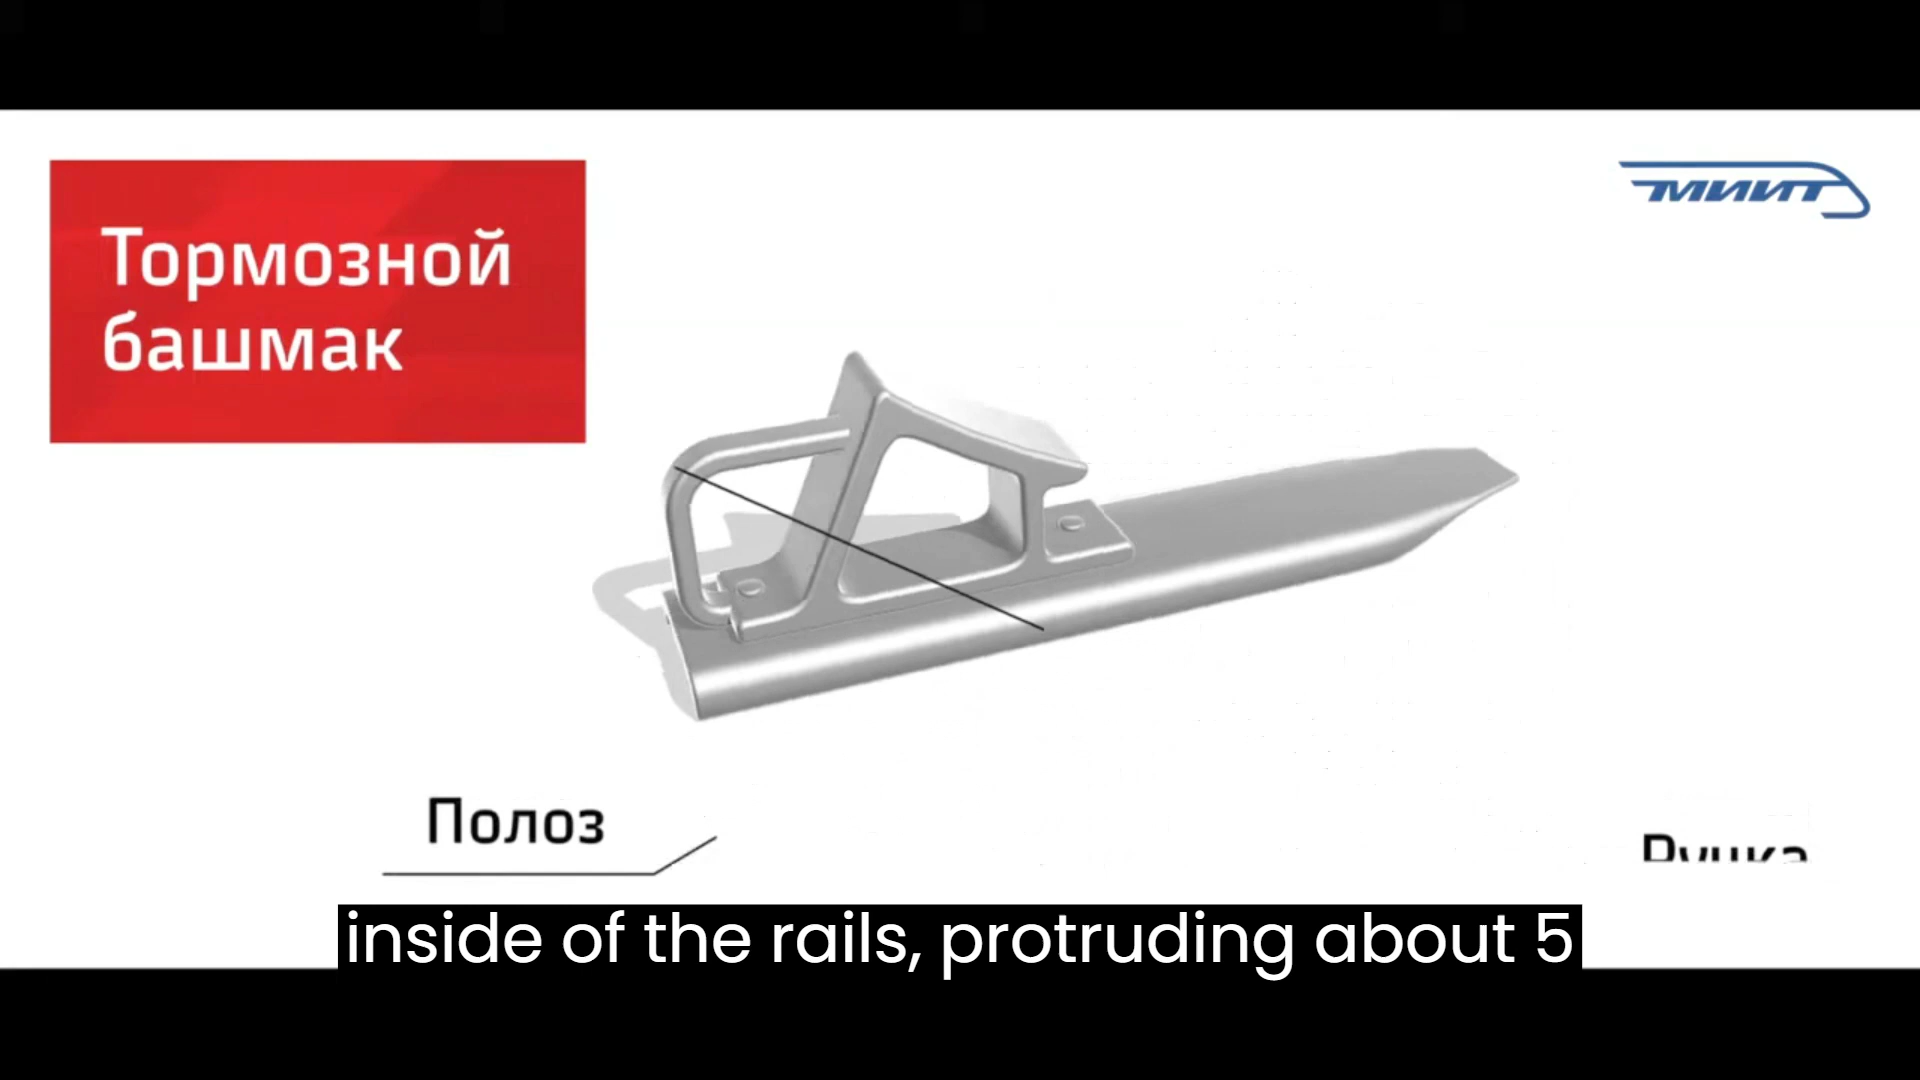 Тормозной
башмак
МИИТ
Полоз
inside of the rails, protruding about 5